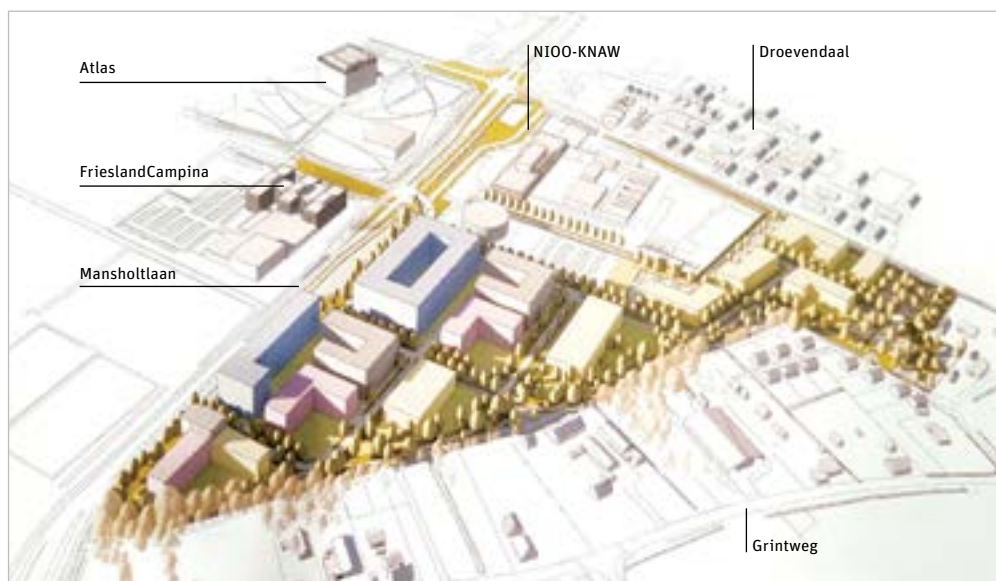 NIOO-KNAW
Droevendaal
Atlas
FrieslandCampina
Mansholtlaan
Grintweg